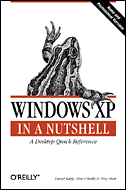 WINDOWS XP
IN A NUTSHELL
A Desktop Quick Reference
O'REILLY®